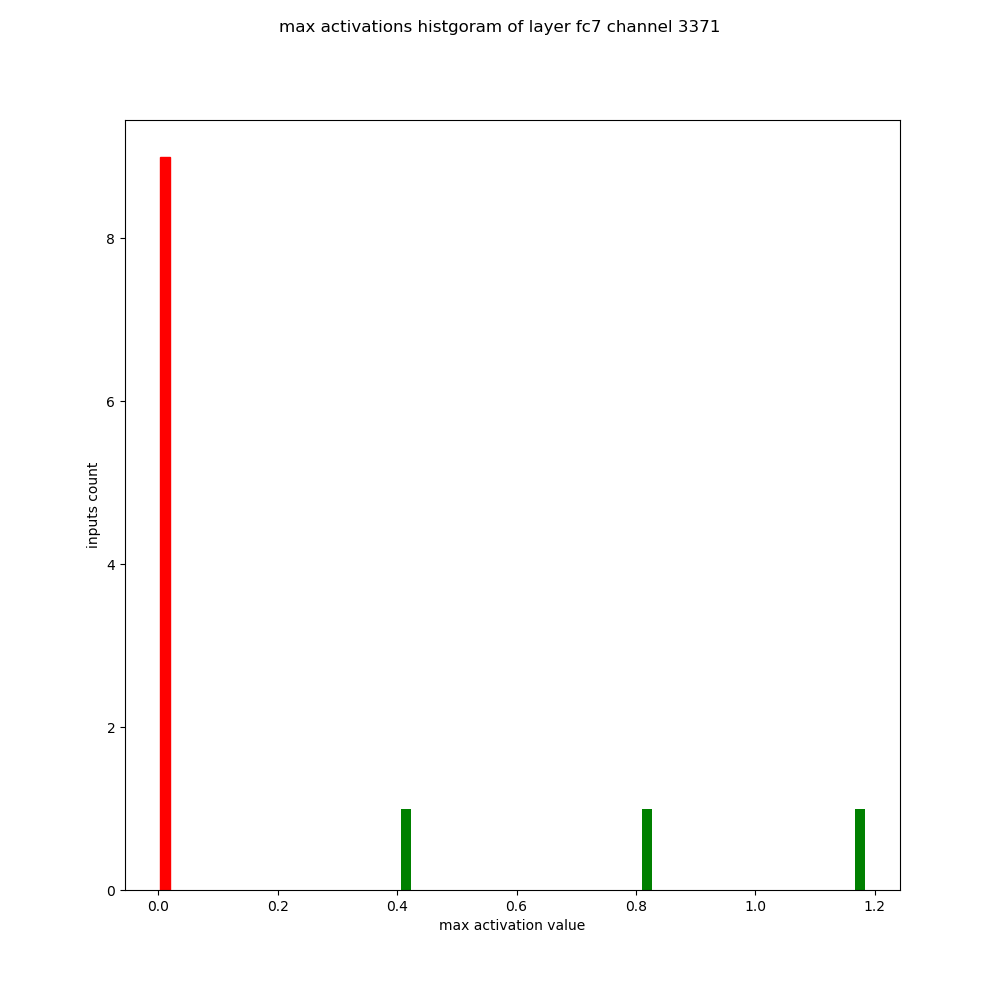 max activations histgoram of layer fc7 channel 3371
8
6
4
2
0
inputs count
0.0 0.2 0.4 0.6 0.8 1.0 1.2
max activation value